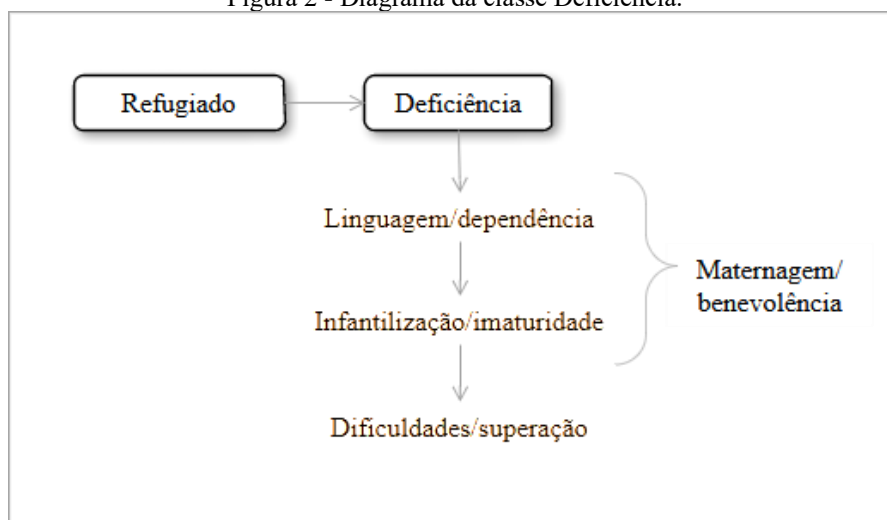 Figura 2 - Diagrama da classe Deficiência.
Refugiado
Deficiência
Linguagem/dependência
Infantilização/imaturidade
Maternagem/
benevolência
Dificuldades/superação